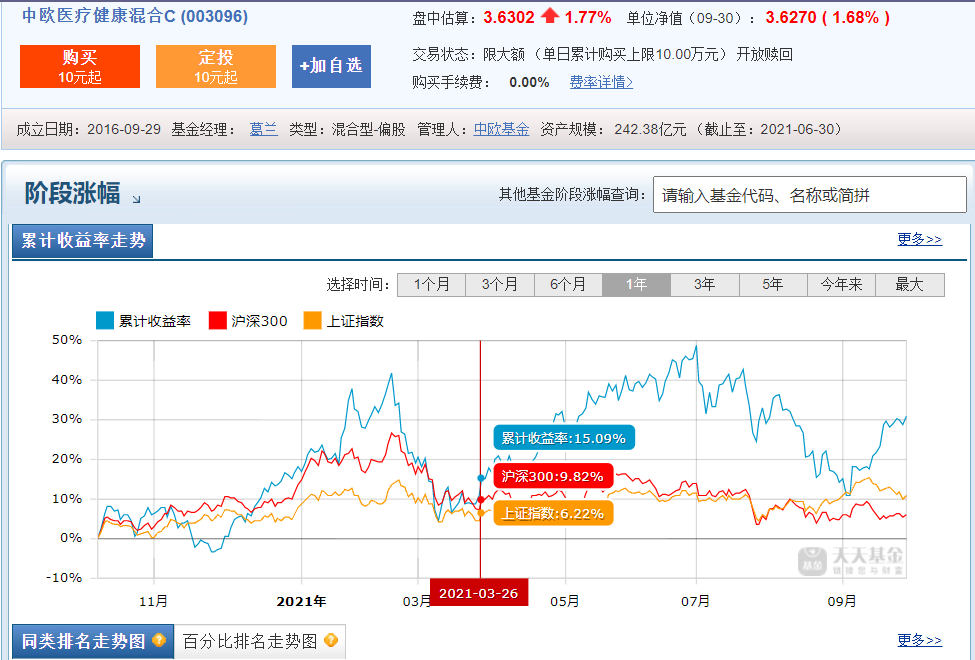 中欧医疗健康混合C (003096)
盘中估算：3.6302 1.77% 单位净值（09-30）：3.6270 ( 1.68% )
购买
10元起
定投
10元起
+加自选
交易状态：限大额 （单日累计购买上限10.00万元） 开放赎回
购买手续费： 0.00% 费率详情>
成立日期：2016-09-29 基金经理： 葛兰 类型：混合型-偏股 管理人：中欧基金 资产规模： 242.38亿元 （截止至：2021-06-30）
阶段涨幅
其他基金阶段涨幅查询：
请输入基金代码、名称或简拼
累计收益率走势
更多>>
选择时间：
1个月 3个月 6个月 1年 3年 5年 今年来 最大
累计收益率 沪深300 上证指数
50%
40%
30%
20%
10%
0%
-10%
累计收益率:15.09%
沪深300:9.82%
上证指数:6.22%
天天基金
基金
链接您与财富
11月 2021年 03月 2021-03-26 05月 07月 09月
同类排名走势图 ? 百分比排名走势图 ?
更多>>